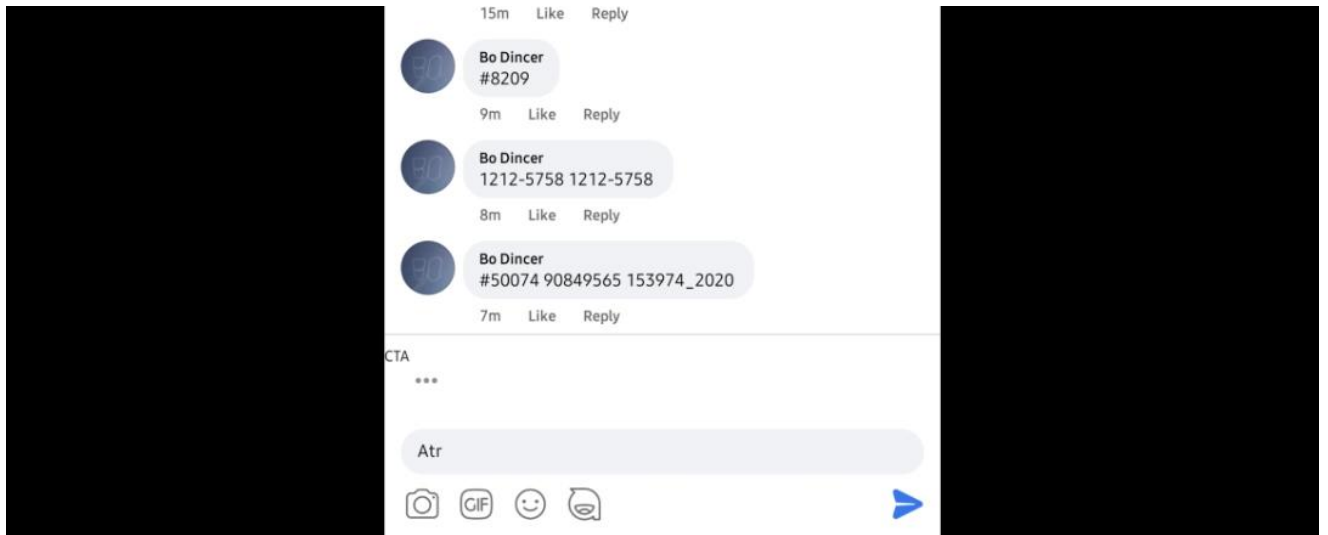 15m Like Reply
Bo Dincer
#8209
9m Like Reply
Bo Dincer
1212-5758 1212-5758
8m Like Reply
Bo Dincer
#50074 90849565 153974_2020
7m Like Reply
CTA
•••
Atr
GIF